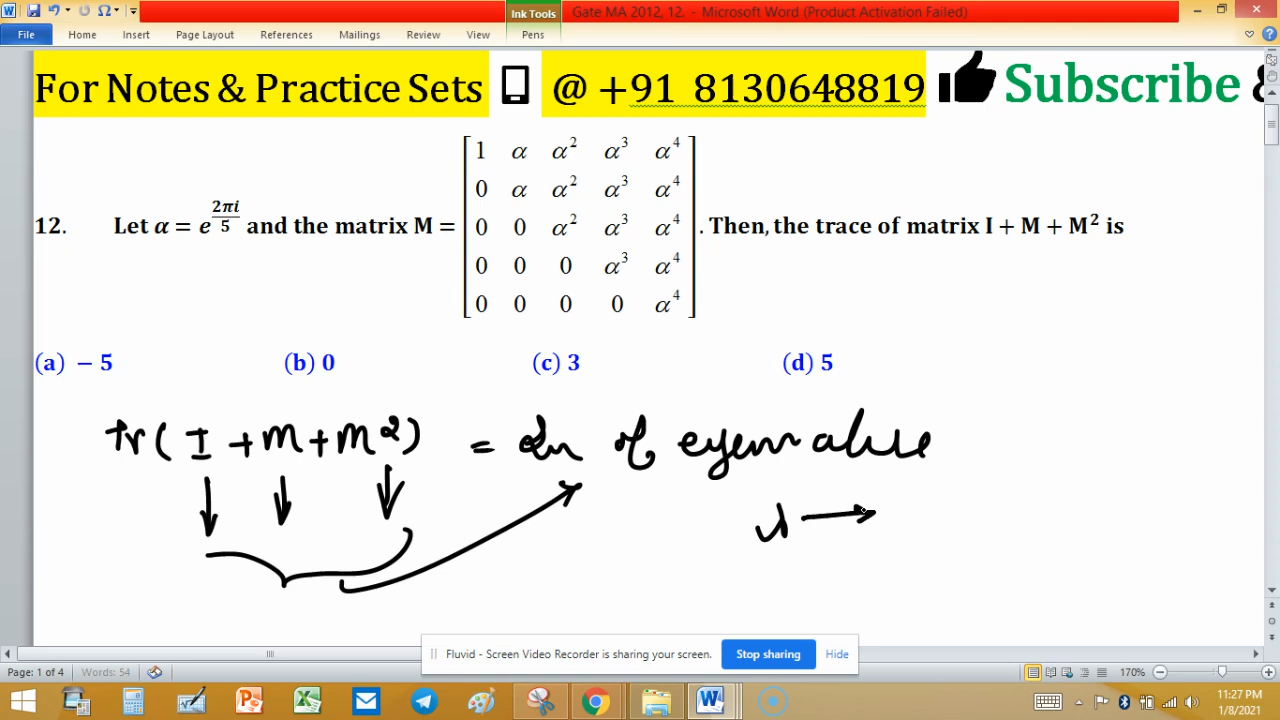 Ink Tools
Gate MA 2012, 12. - Microsoft Word (Product Activation Failed)
File Home Insert Page Layout References Mailings Review View Pens
For Notes & Practice Sets @ +91 8130648819 Subscribe &
12. Let α = e^(2πi/5) and the matrix M = [1 α α² α³ α⁴
0 α α² α³ α⁴
0 0 α² α³ α⁴
0 0 0 α³ α⁴
0 0 0 0 α⁴]. Then, the trace of matrix I + M + M² is
(a) − 5 (b) 0 (c) 3 (d) 5
Tr( I + M + M² ) = of
λ →
Fluvid - Screen Video Recorder is sharing your screen. Stop sharing Hide
Page: 1 of 4 Words: 54 170%
11:27 PM
1/8/2021